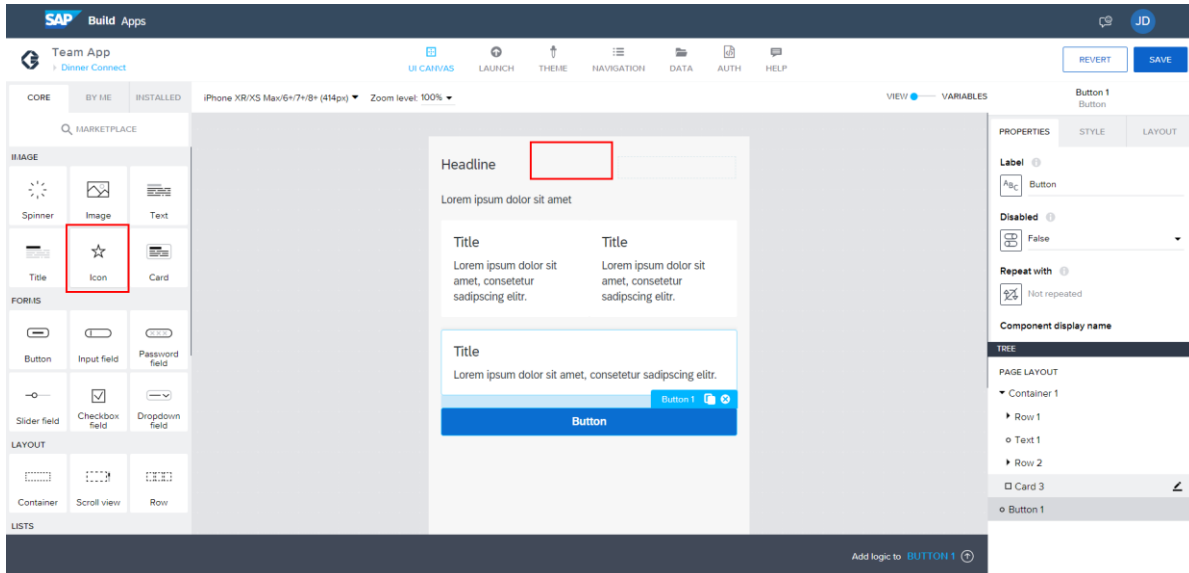 SAP Build Apps
JD
Team App
› Dinner Connect
UI CANVAS
LAUNCH
THEME
NAVIGATION
DATA
AUTH
HELP
REVERT
SAVE
CORE
BY ME
INSTALLED
iPhone XR/XS Max/6+/7+/8+ (414px)
Zoom level: 100%
VIEW
VARIABLES
Button 1
Button
MARKETPLACE
IMAGE
Spinner
Image
Text
Title
Icon
Card
FORMS
Button
Input field
Password
field
Slider field
Checkbox
field
Dropdown
field
LAYOUT
Container
Scroll view
Row
LISTS
Headline
Lorem ipsum dolor sit amet
Title
Lorem ipsum dolor sit
amet, consetetur
sadipscing elitr.
Title
Lorem ipsum dolor sit
amet, consetetur
sadipscing elitr.
Title
Lorem ipsum dolor sit amet, consetetur sadipscing elitr.
Button 1
Button
PROPERTIES
STYLE
LAYOUT
Label
ABC
Button
Disabled
False
Repeat with
Not repeated
Component display name
TREE
PAGE LAYOUT
Container 1
Row 1
Text 1
Row 2
Card 3
Button 1
Add logic to BUTTON 1